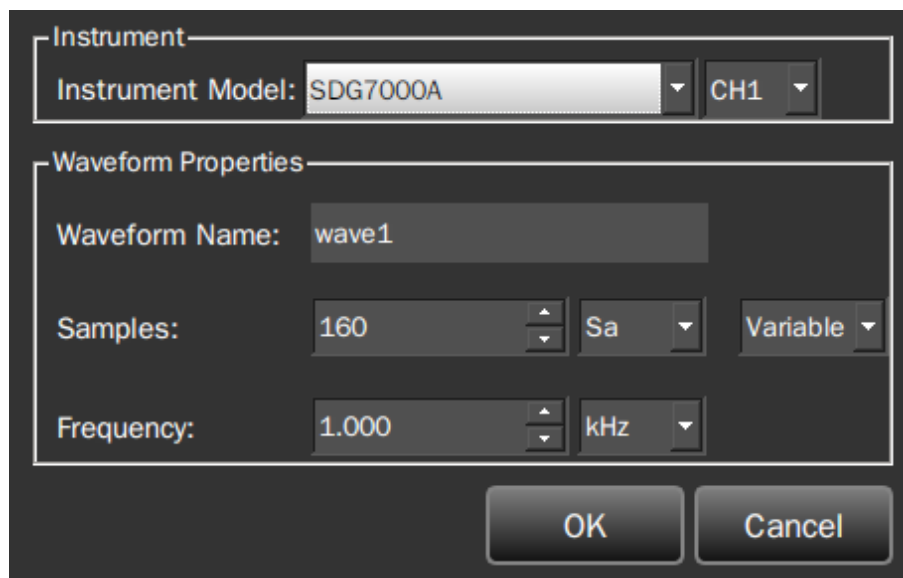 Instrument
Instrument Model: SDG7000A CH1
Waveform Properties
Waveform Name: wave1
Samples: 160 Sa Variable
Frequency: 1.000 kHz
OK Cancel